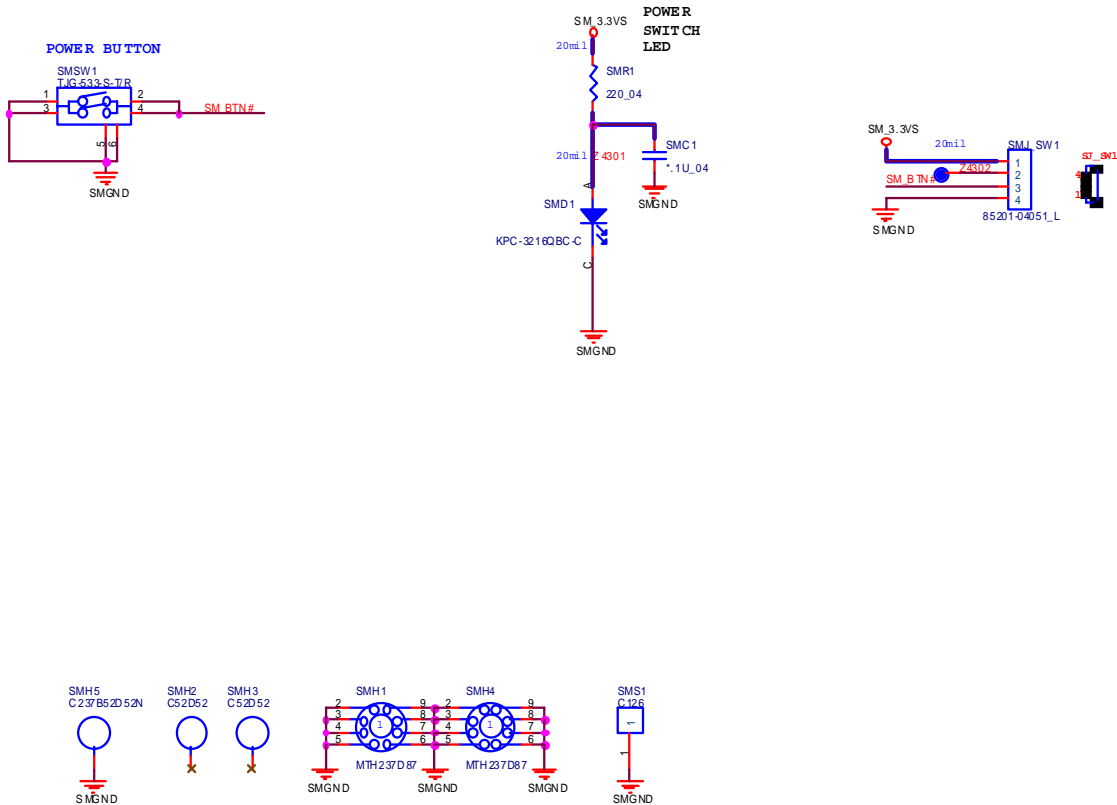 POWER BUTTON
SMSW1
TJG-533-S-T/R
1
3
2
4
5
6
SM_BTN#
SMGND
SM_3.3VS
POWER
SWITCH
LED
20mil
SMR1
220_04
20mil
Z4301
SMC1
*.1U_04
SMGND
A
SMD1
KPC-3216QBC-C
C
SMGND
SM_3.3VS
20mil
SMJ_SW1
Z4302
SM_BTN#
1
2
3
4
SMGND
85201-04051_L
SJ_SW1
4
1
SMH5
C237B52D52N
SMGND
SMH2
C52D52
SMH3
C52D52
SMH1
2
3
4
5
1
9
8
7
6
MTH237D87
SMGND
SMGND
SMH4
2
3
4
5
1
9
8
7
6
MTH237D87
SMGND
SMS1
C126
1
1
SMGND